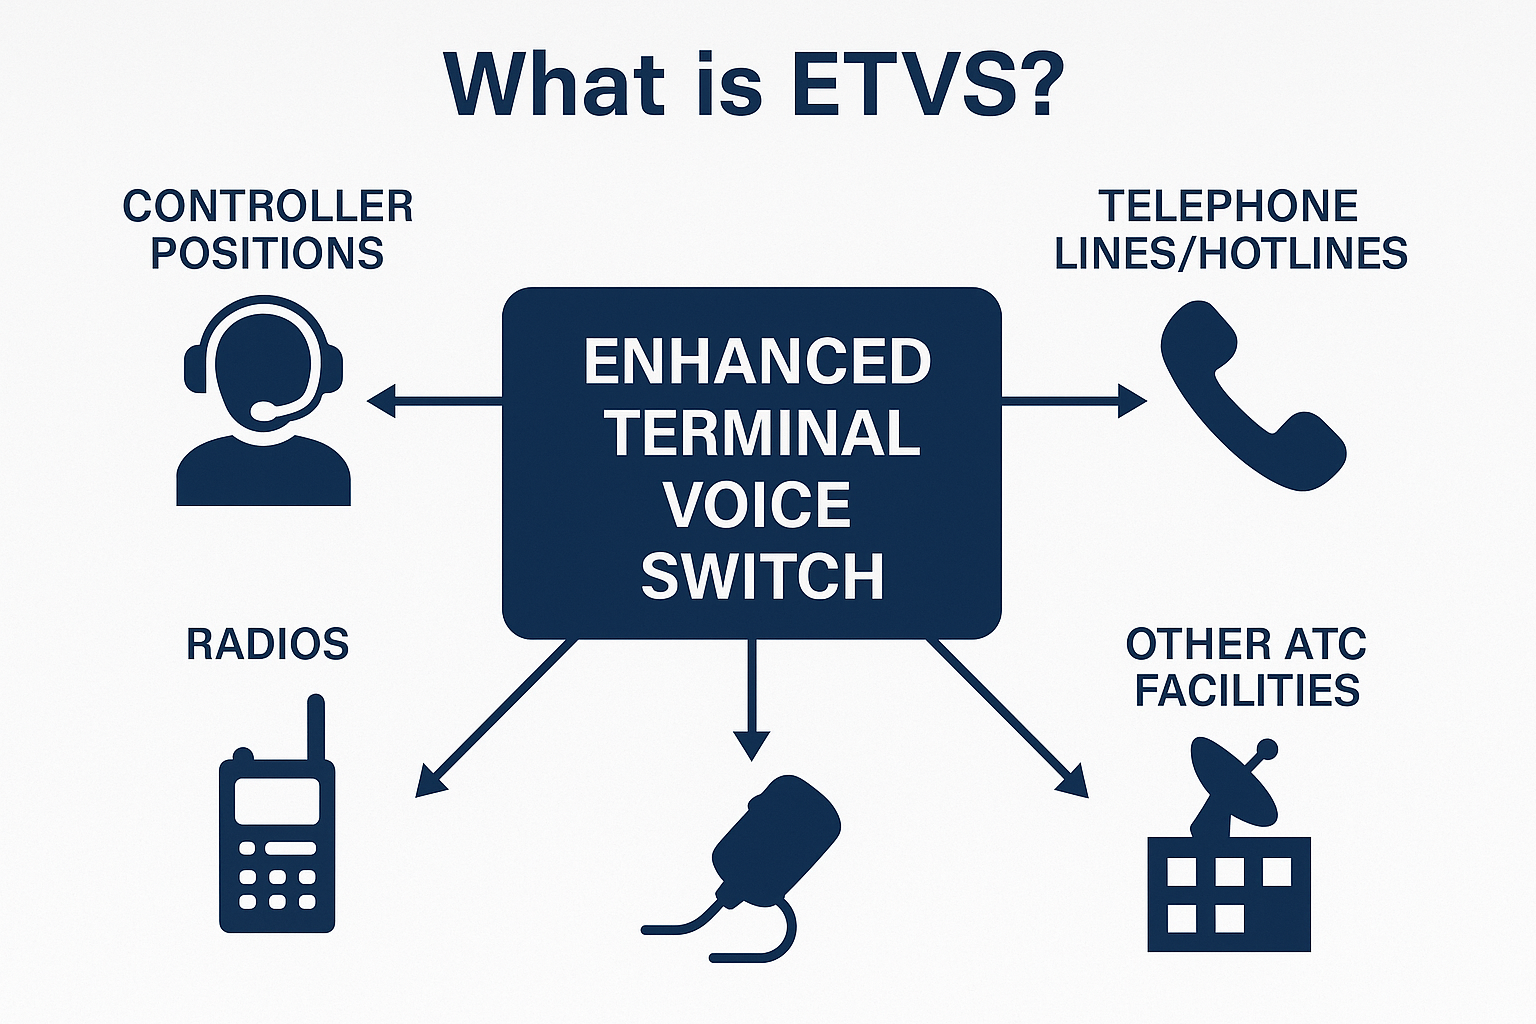 What is ETVS?
CONTROLLER
POSITIONS
TELEPHONE
LINES/HOTLINES
ENHANCED
TERMINAL
VOICE
SWITCH
RADIOS
OTHER ATC
FACILITIES